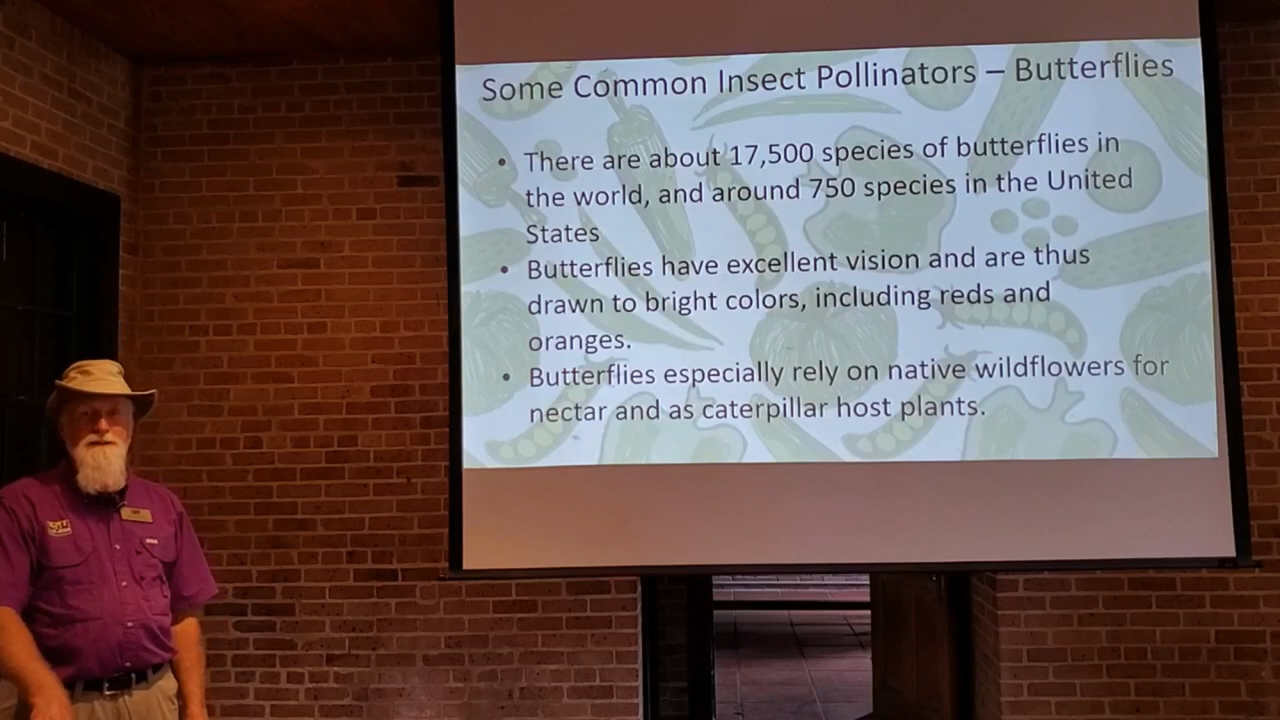 Some Common Insect Pollinators – Butterflies
• There are about 17,500 species of butterflies in
the world, and around 750 species in the United
States
• Butterflies have excellent vision and are thus
drawn to bright colors, including reds and
oranges.
• Butterflies especially rely on native wildflowers for
nectar and as caterpillar host plants.
LSU